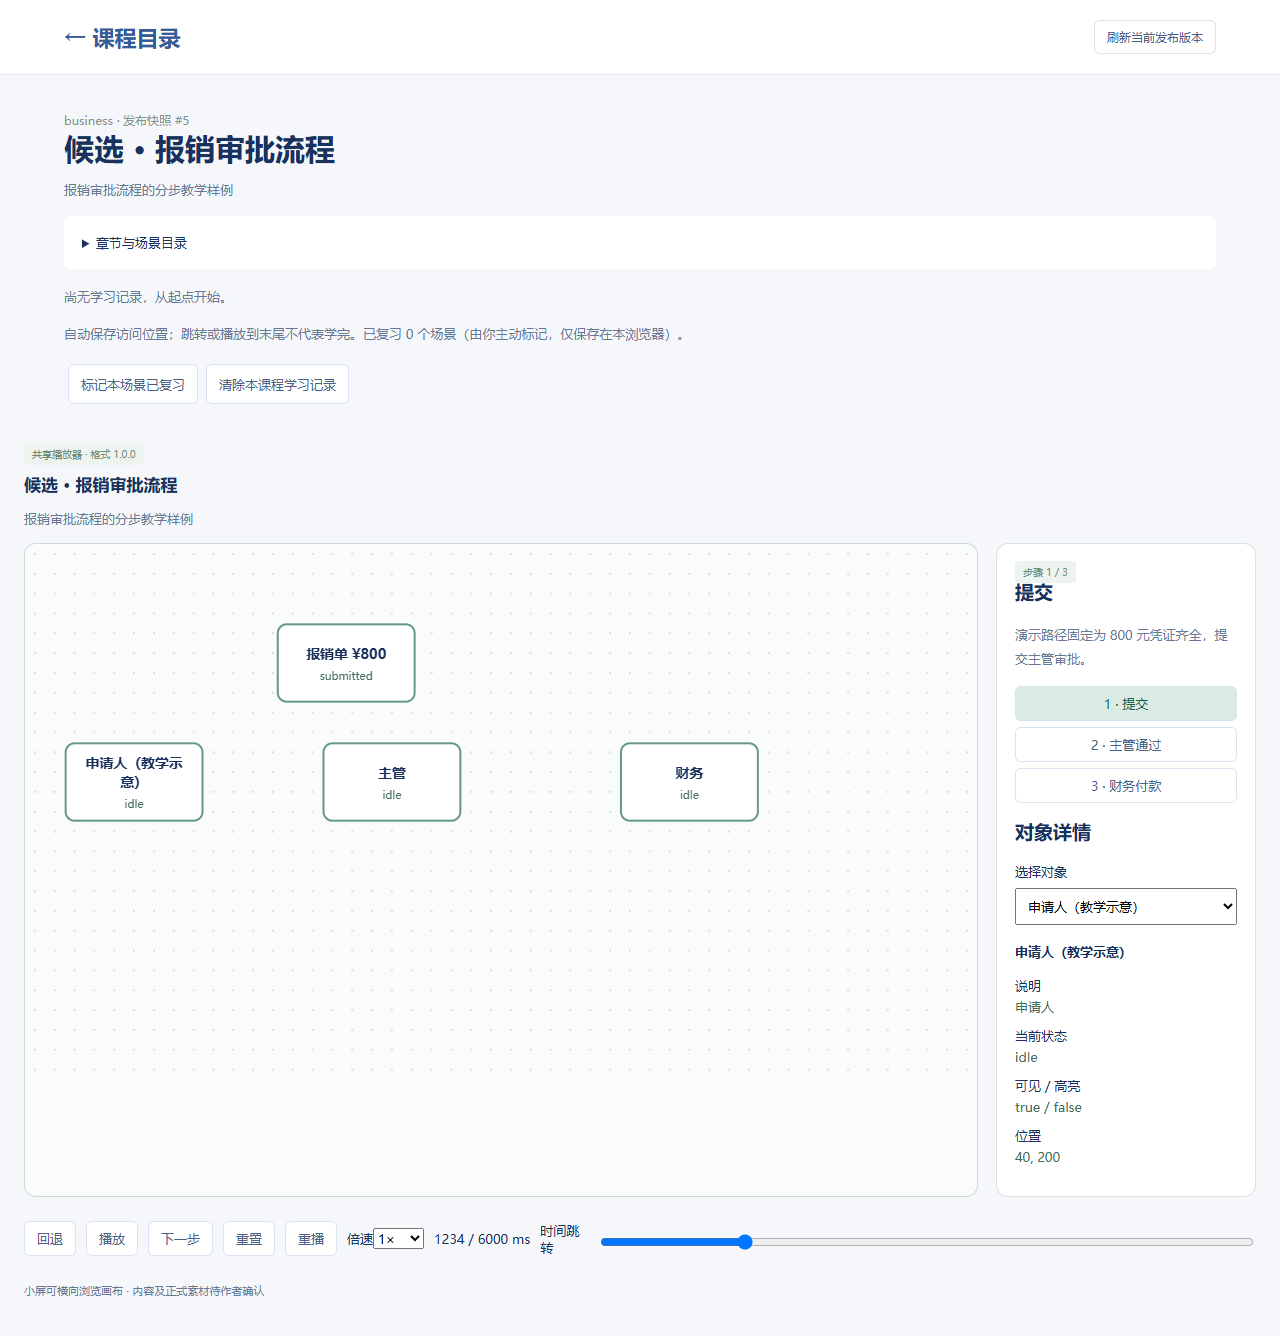 ← 课程目录
刷新当前发布版本
business · 发布快照 #5
候选 • 报销审批流程
报销审批流程的分步教学样例
▶ 章节与场景目录
尚无学习记录，从起点开始。
自动保存访问位置；跳转或播放到末尾不代表学完。已复习 0 个场景（由你主动标记，仅保存在本浏览器）。
标记本场景已复习
清除本课程学习记录
共享播放器 · 格式 1.0.0
候选 • 报销审批流程
报销审批流程的分步教学样例
报销单 ¥800
submitted
申请人（教学示
意）
idle
主管
idle
财务
idle
步骤 1 / 3
提交
演示路径固定为 800 元凭证齐全，提
交主管审批。
1 · 提交
2 · 主管通过
3 · 财务付款
对象详情
选择对象
申请人（教学示意）
申请人（教学示意）
说明
申请人
当前状态
idle
可见 / 高亮
true / false
位置
40, 200
回退
播放
下一步
重置
重播
倍速 1×
1234 / 6000 ms
时间跳
转
小屏可横向浏览画布 · 内容及正式素材待作者确认